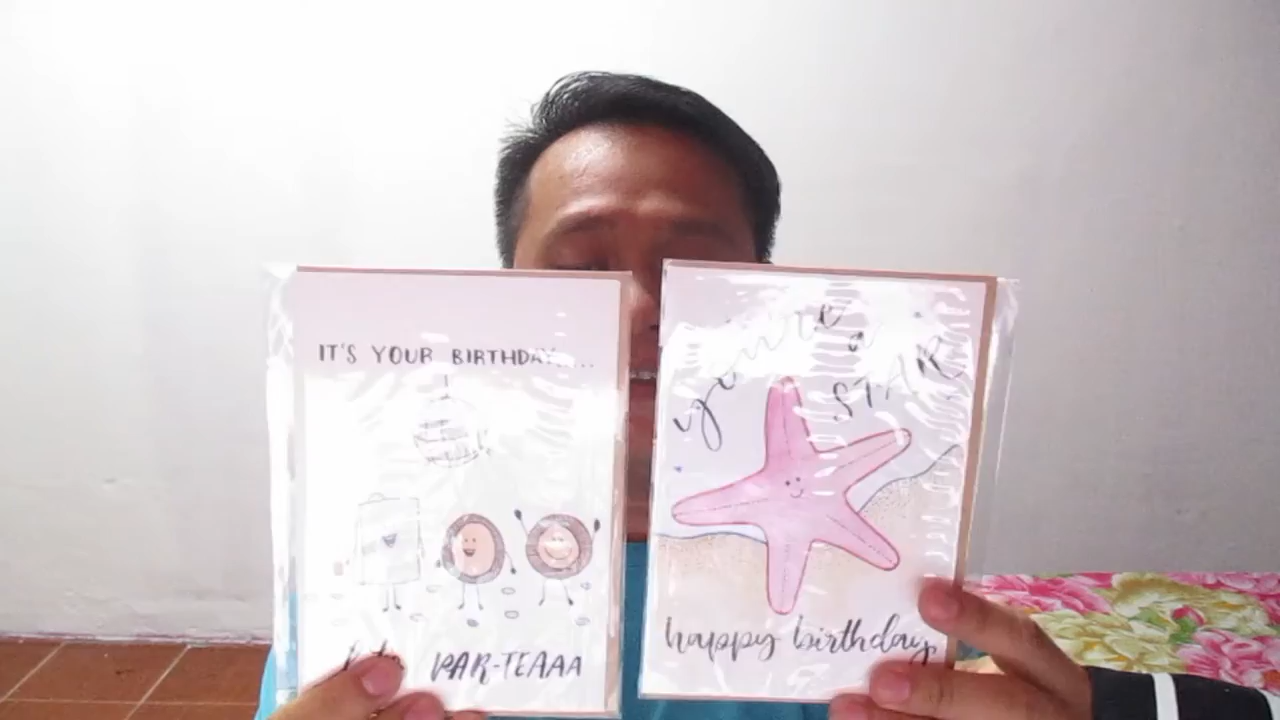 IT'S YOUR BIRTHDAY.....
PAR-TEAAA
you're
a
STAR
happy birthday